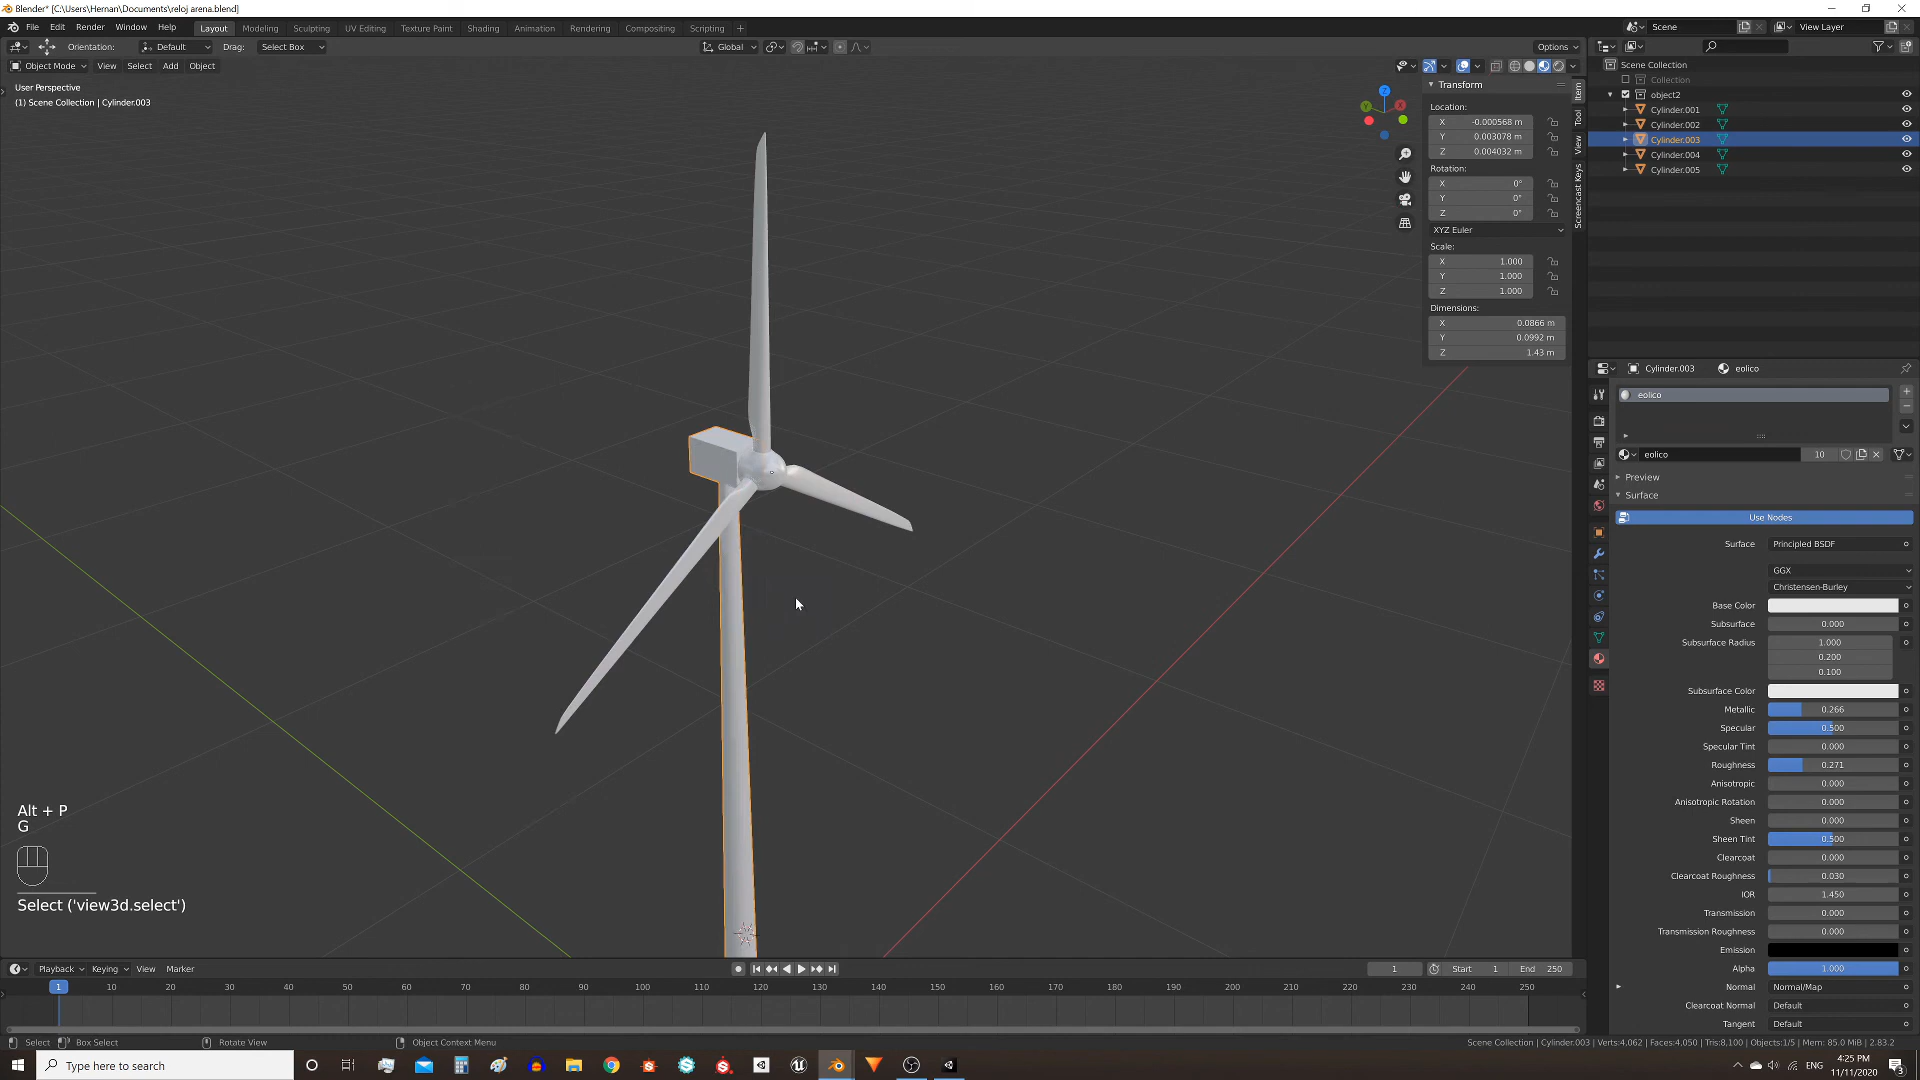 Blender* [C:\Users\Hernan\Documents\reloj arena.blend]
File Edit Render Window Help Layout Modeling Sculpting UV Editing Texture Paint Shading Animation Rendering Compositing Scripting + Scene View Layer
Orientation: Default Drag: Select Box Global Options
Object Mode View Select Add Object
User Perspective
(1) Scene Collection | Cylinder.003
Z
X
Y
Transform
Location:
X -0.000568 m
Y 0.003078 m
Z 0.004032 m
Rotation:
X 0°
Y 0°
Z 0°
XYZ Euler
Scale:
X 1.000
Y 1.000
Z 1.000
Dimensions:
X 0.0866 m
Y 0.0992 m
Z 1.43 m
Item
Tool
View
Screencast Keys
Scene Collection
Collection
object2
Cylinder.001
Cylinder.002
Cylinder.003
Cylinder.004
Cylinder.005
Cylinder.003 eolico
eolico
eolico 10
Preview
Surface
Use Nodes
Surface Principled BSDF
GGX
Christensen-Burley
Base Color
Subsurface 0.000
Subsurface Radius 1.000
0.200
0.100
Subsurface Color
Metallic 0.266
Specular 0.500
Specular Tint 0.000
Roughness 0.271
Anisotropic 0.000
Anisotropic Rotation 0.000
Sheen 0.000
Sheen Tint 0.500
Clearcoat 0.000
Clearcoat Roughness 0.030
IOR 1.450
Transmission 0.000
Transmission Roughness 0.000
Emission
Alpha 1.000
Normal Normal/Map
Clearcoat Normal Default
Tangent Default
Alt + P
G
Select ('view3d.select')
Playback Keying View Marker 1 Start 1 End 250
1 10 20 30 40 50 60 70 80 90 100 110 120 130 140 150 160 170 180 190 200 210 220 230 240 250
Select Box Select Rotate View Object Context Menu Scene Collection | Cylinder.003 | Verts:4,062 | Faces:4,050 | Tris:8,100 | Objects:1/5 | Mem: 85.0 MiB | 2.83.2
Type here to search ENG 4:25 PM
11/11/2020
3